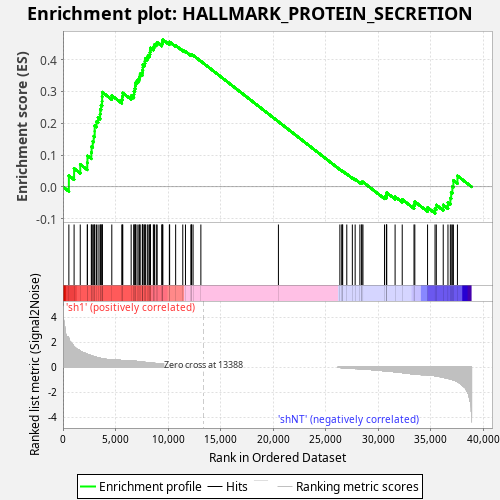 Enrichment plot: HALLMARK_PROTEIN_SECRETION
Enrichment score (ES)
0.4
0.3
0.2
0.1
0.0
-0.1
'sh1' (positively correlated)
Ranked list metric (Signal2Noise)
4
2
0
-2
-4
Zero cross at 13388
'shNT' (negatively correlated)
0 5,000 10,000 15,000 20,000 25,000 30,000 35,000 40,000
Rank in Ordered Dataset
Enrichment profile Hits Ranking metric scores